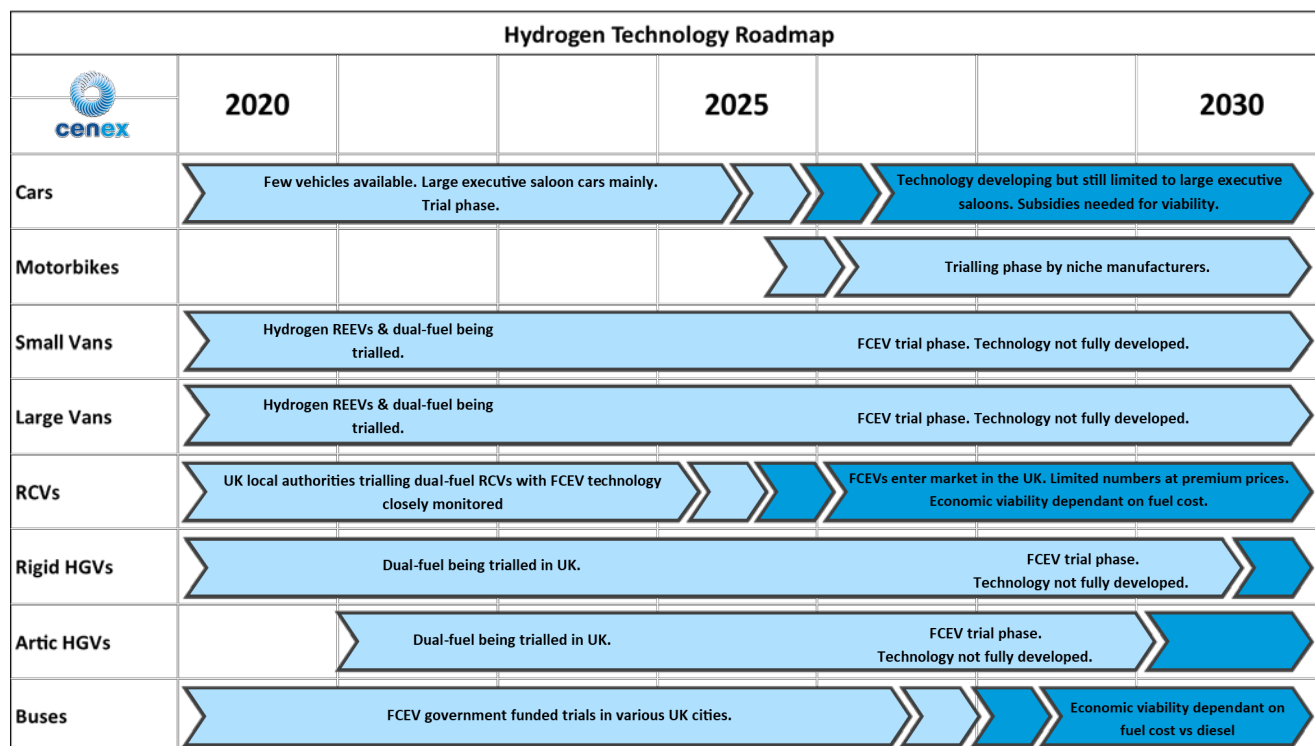 Hydrogen Technology Roadmap
cenex
2020
2025
2030
Cars
Few vehicles available. Large executive saloon cars mainly.
Trial phase.
Technology developing but still limited to large executive
saloons. Subsidies needed for viability.
Motorbikes
Trialling phase by niche manufacturers.
Small Vans
Hydrogen REEVs & dual-fuel being
trialled.
FCEV trial phase. Technology not fully developed.
Large Vans
Hydrogen REEVs & dual-fuel being
trialled.
FCEV trial phase. Technology not fully developed.
RCVs
UK local authorities trialling dual-fuel RCVs with FCEV technology
closely monitored
FCEVs enter market in the UK. Limited numbers at premium prices.
Economic viability dependant on fuel cost.
Rigid HGVs
Dual-fuel being trialled in UK.
FCEV trial phase.
Technology not fully developed.
Artic HGVs
Dual-fuel being trialled in UK.
FCEV trial phase.
Technology not fully developed.
Buses
FCEV government funded trials in various UK cities.
Economic viability dependant on
fuel cost vs diesel